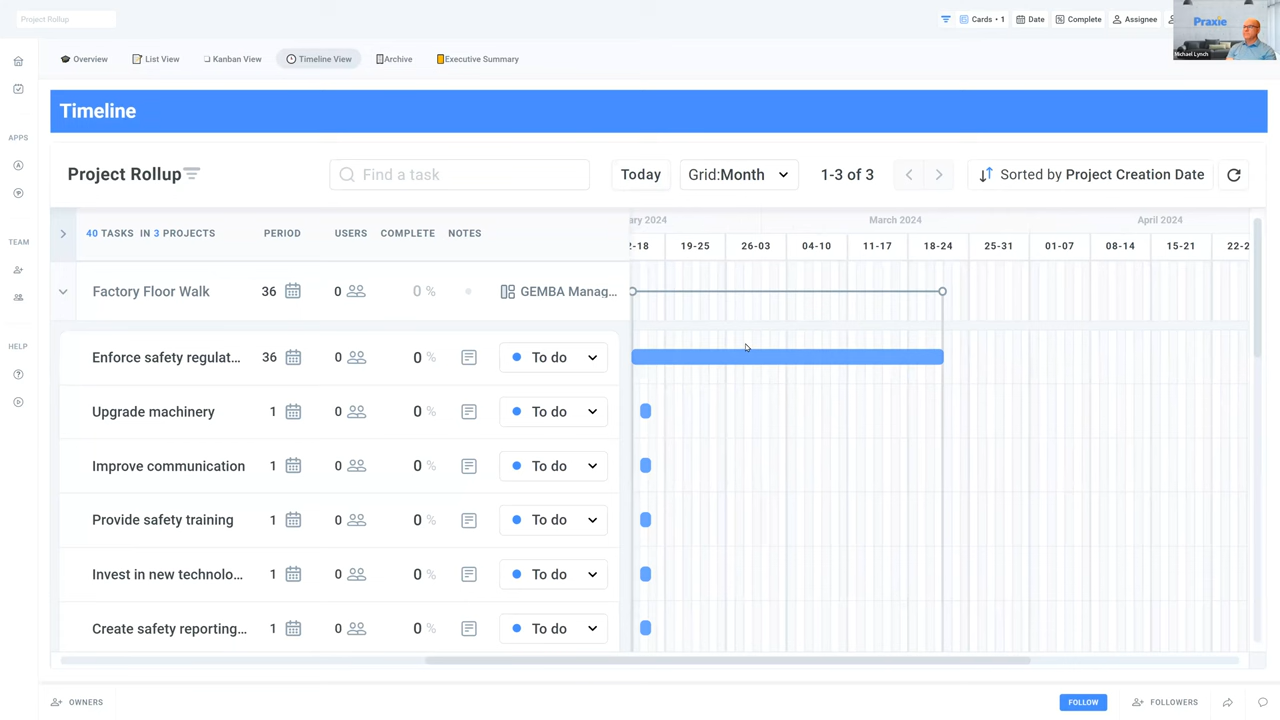 Project Rollup
Cards • 1
Date
Complete
Assignee
Praxie
Michael Lynch
Overview
List View
Kanban View
Timeline View
Archive
Executive Summary
Timeline
APPS
TEAM
HELP
Project Rollup
Find a task
Today
Grid:Month
1-3 of 3
Sorted by Project Creation Date
40 TASKS IN 3 PROJECTS
PERIOD
USERS
COMPLETE
NOTES
ary 2024
March 2024
April 2024
2-18
19-25
26-03
04-10
11-17
18-24
25-31
01-07
08-14
15-21
22-2
Factory Floor Walk
36
0
0 %
GEMBA Manag...
Enforce safety regulat...
36
0
0 %
To do
Upgrade machinery
1
0
0 %
To do
Improve communication
1
0
0 %
To do
Provide safety training
1
0
0 %
To do
Invest in new technolo...
1
0
0 %
To do
Create safety reporting...
1
0
0 %
To do
OWNERS
FOLLOW
FOLLOWERS